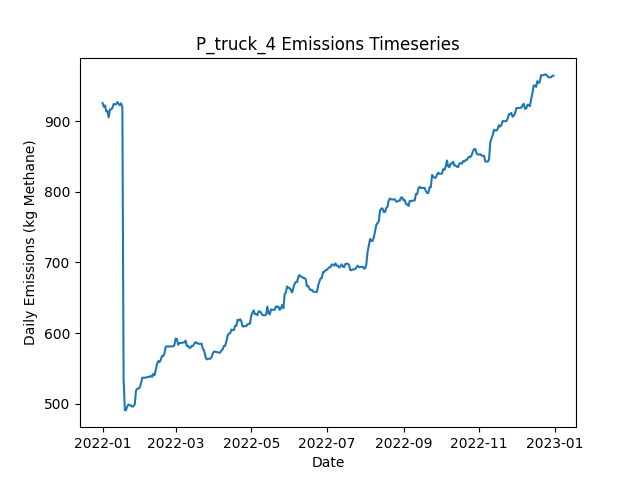 P_truck_4 Emissions Timeseries
Daily Emissions (kg Methane)
900
800
700
600
500
2022-01 2022-03 2022-05 2022-07 2022-09 2022-11 2023-01
Date